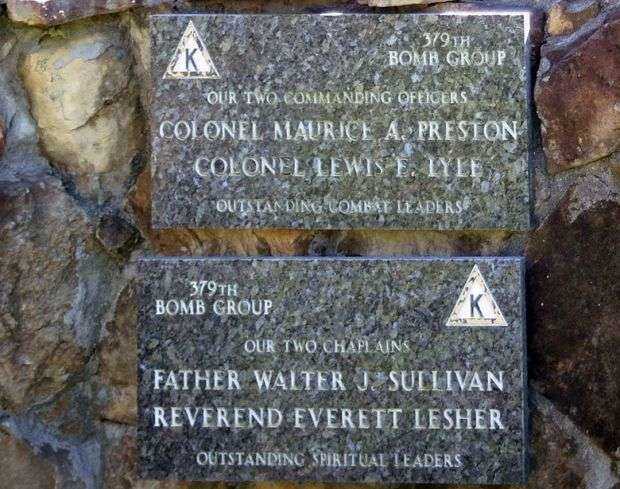 K
379TH
BOMB GROUP
OUR TWO COMMANDING OFFICERS
COLONEL MAURICE A. PRESTON
COLONEL LEWIS E. LYLE
OUTSTANDING COMBAT LEADERS
379TH
BOMB GROUP
K
OUR TWO CHAPLAINS
FATHER WALTER J. SULLIVAN
REVEREND EVERETT LESHER
OUTSTANDING SPIRITUAL LEADERS